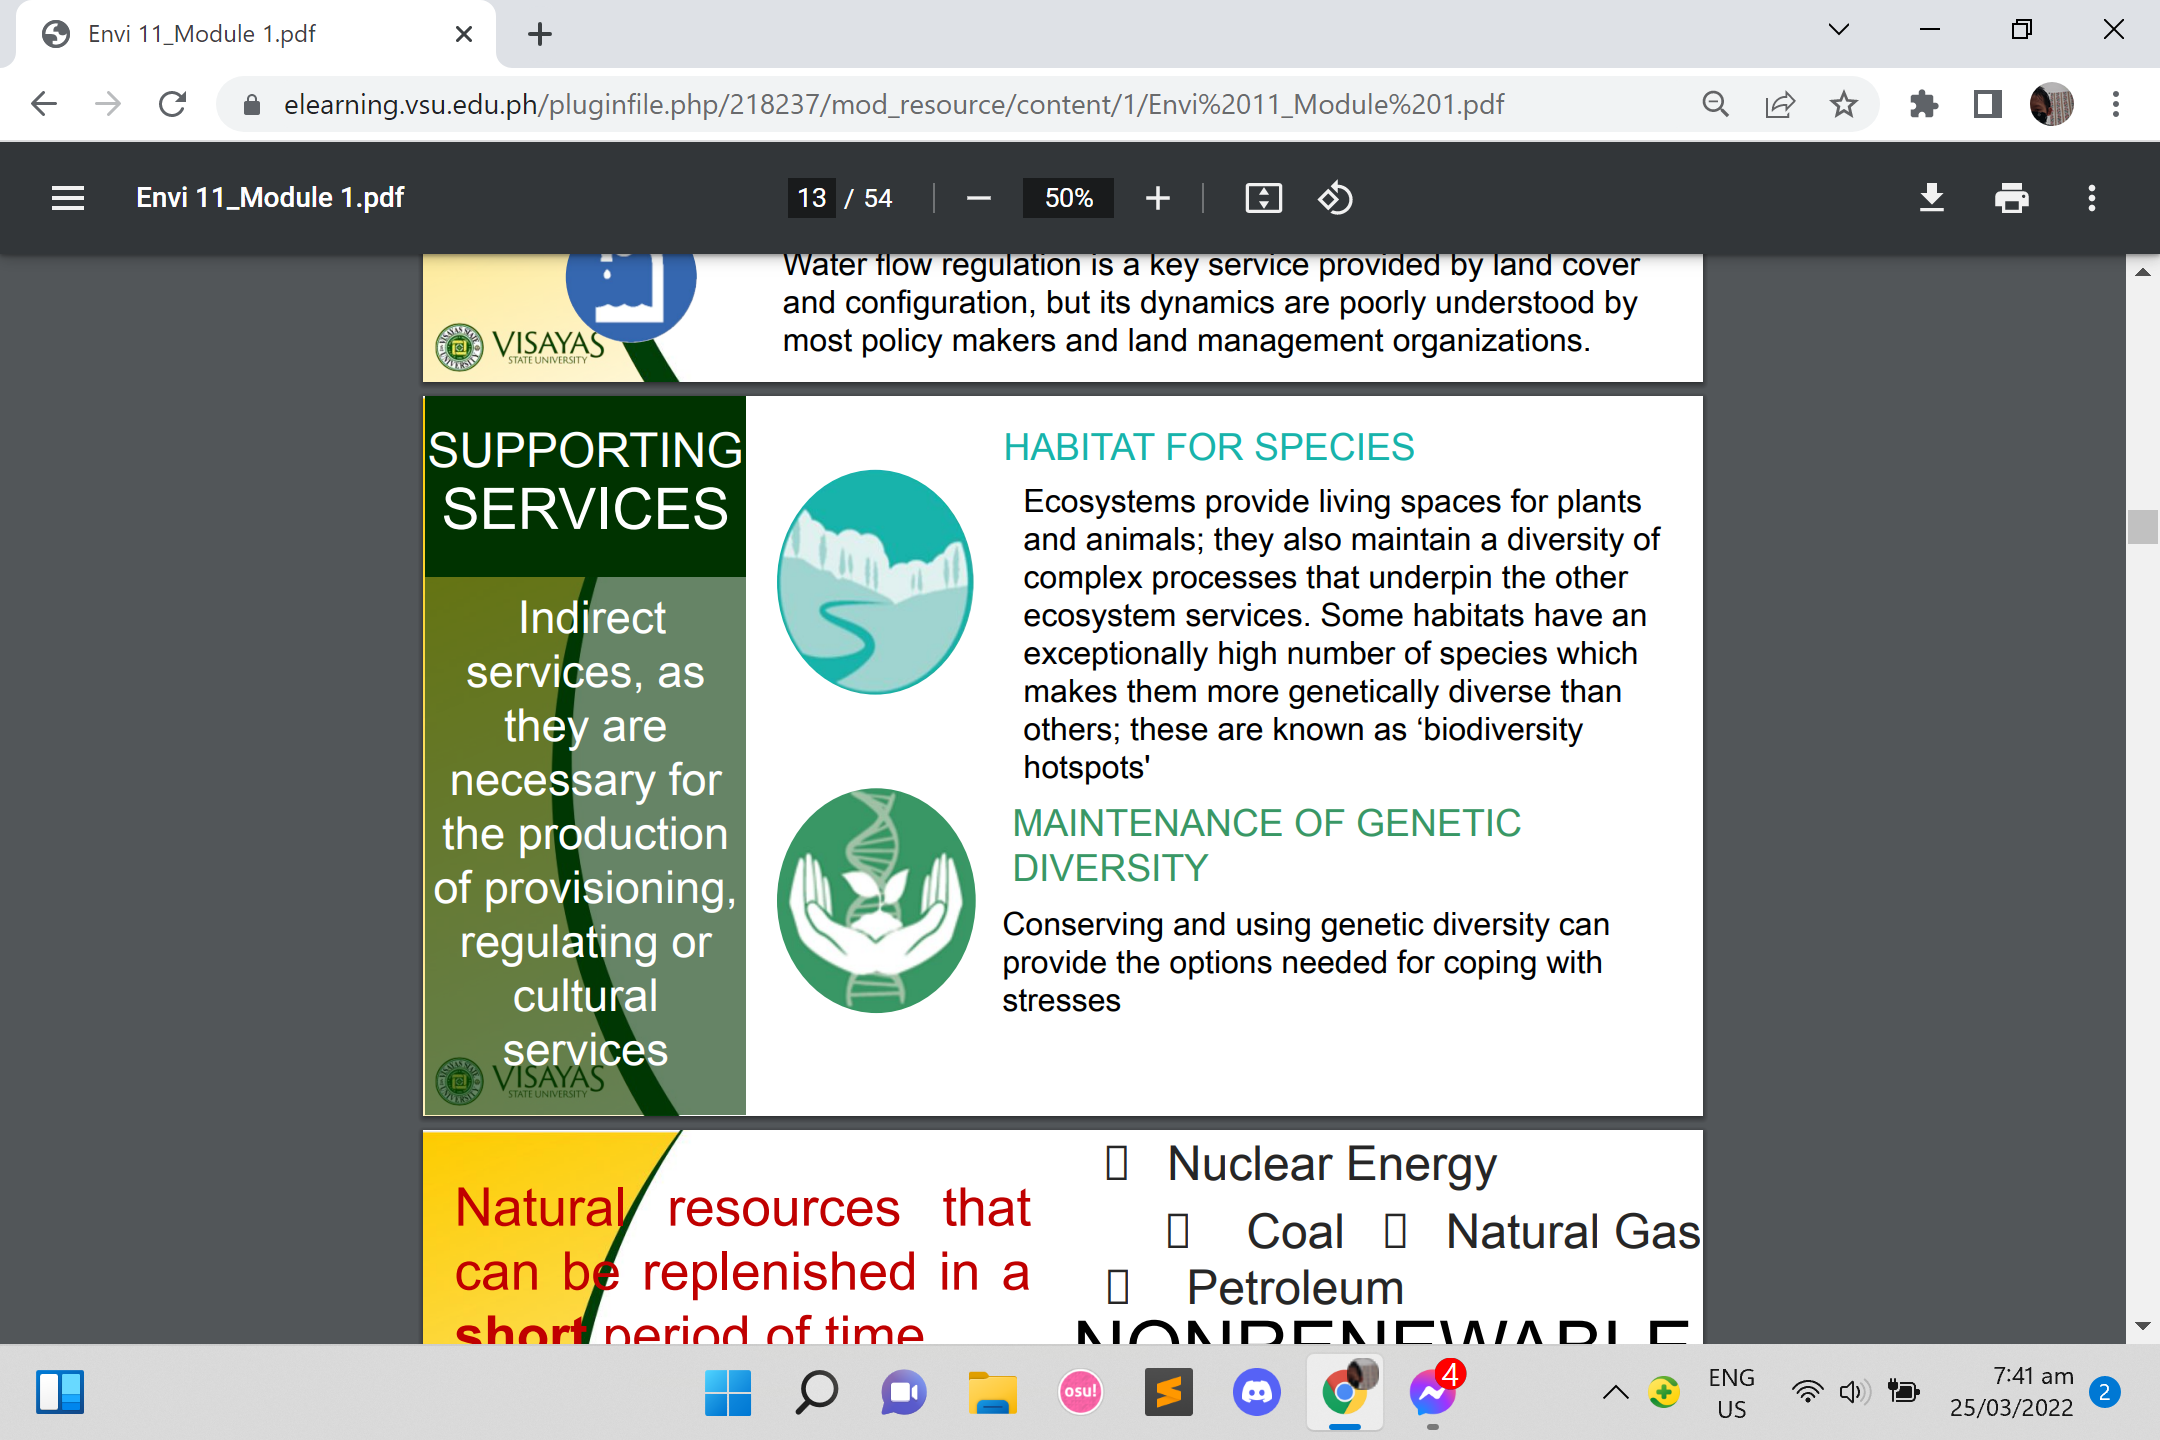 Envi 11_Module 1.pdf
elearning.vsu.edu.ph/pluginfile.php/218237/mod_resource/content/1/Envi%2011_Module%201.pdf
Envi 11_Module 1.pdf
13 / 54
50%
Water flow regulation is a key service provided by land cover
and configuration, but its dynamics are poorly understood by
most policy makers and land management organizations.
VISAYAS
STATE UNIVERSITY
SUPPORTING
SERVICES
Indirect
services, as
they are
necessary for
the production
of provisioning,
regulating or
cultural
services
VISAYAS
STATE UNIVERSITY
HABITAT FOR SPECIES
Ecosystems provide living spaces for plants
and animals; they also maintain a diversity of
complex processes that underpin the other
ecosystem services. Some habitats have an
exceptionally high number of species which
makes them more genetically diverse than
others; these are known as ‘biodiversity
hotspots'
MAINTENANCE OF GENETIC
DIVERSITY
Conserving and using genetic diversity can
provide the options needed for coping with
stresses
Natural resources that
can be replenished in a
short period of time
Nuclear Energy
Coal Natural Gas
Petroleum
NONRENEWABLE
osu!
4
ENG
US
7:41 am
25/03/2022
2